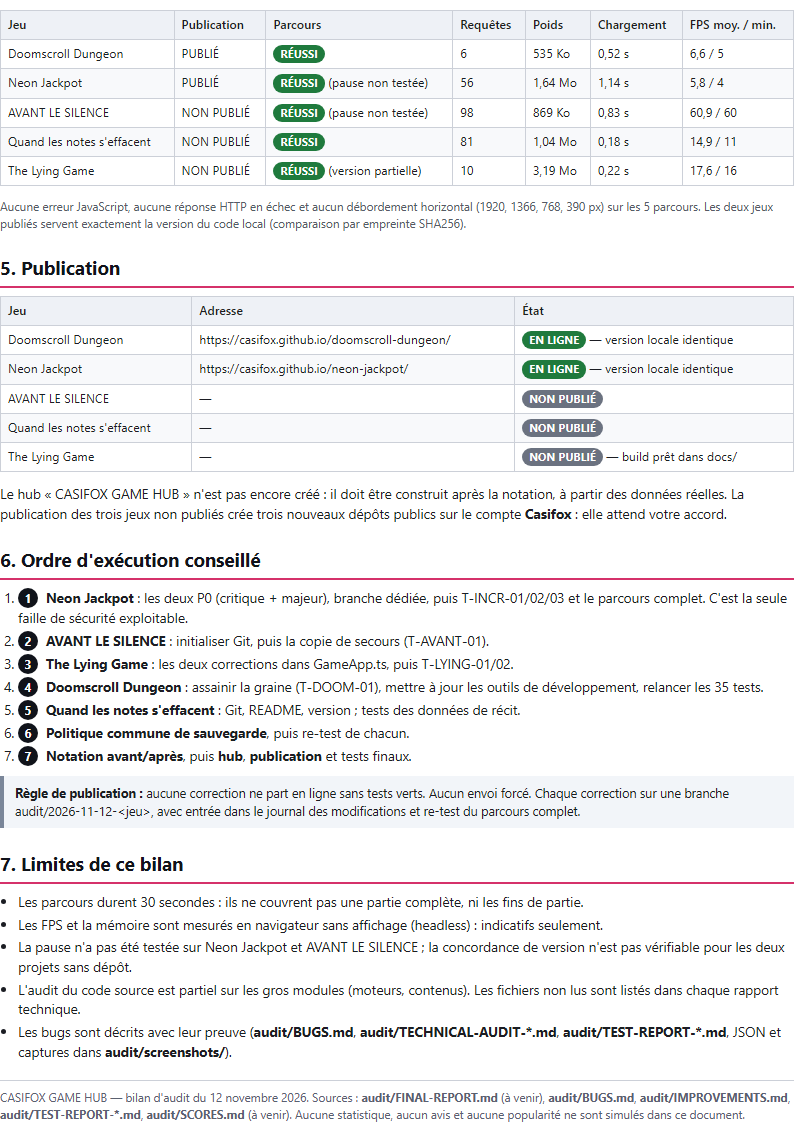 Jeu Publication Parcours Requêtes Poids Chargement FPS moy. / min.
Doomscroll Dungeon PUBLIÉ RÉUSSI 6 535 Ko 0,52 s 6,6 / 5
Neon Jackpot PUBLIÉ RÉUSSI (pause non testée) 56 1,64 Mo 1,14 s 5,8 / 4
AVANT LE SILENCE NON PUBLIÉ RÉUSSI (pause non testée) 98 869 Ko 0,83 s 60,9 / 60
Quand les notes s'effacent NON PUBLIÉ RÉUSSI 81 1,04 Mo 0,18 s 14,9 / 11
The Lying Game NON PUBLIÉ RÉUSSI (version partielle) 10 3,19 Mo 0,22 s 17,6 / 16
Aucune erreur JavaScript, aucune réponse HTTP en échec et aucun débordement horizontal (1920, 1366, 768, 390 px) sur les 5 parcours. Les deux jeux
publiés servent exactement la version du code local (comparaison par empreinte SHA256).
5. Publication
Jeu Adresse État
Doomscroll Dungeon https://casifox.github.io/doomscroll-dungeon/ EN LIGNE — version locale identique
Neon Jackpot https://casifox.github.io/neon-jackpot/ EN LIGNE — version locale identique
AVANT LE SILENCE — NON PUBLIÉ
Quand les notes s'effacent — NON PUBLIÉ
The Lying Game — NON PUBLIÉ — build prêt dans docs/
Le hub « CASIFOX GAME HUB » n'est pas encore créé : il doit être construit après la notation, à partir des données réelles. La
publication des trois jeux non publiés crée trois nouveaux dépôts publics sur le compte Casifox : elle attend votre accord.
6. Ordre d'exécution conseillé
1. 1 Neon Jackpot : les deux P0 (critique + majeur), branche dédiée, puis T-INCR-01/02/03 et le parcours complet. C'est la seule
faille de sécurité exploitable.
2. 2 AVANT LE SILENCE : initialiser Git, puis la copie de secours (T-AVANT-01).
3. 3 The Lying Game : les deux corrections dans GameApp.ts, puis T-LYING-01/02.
4. 4 Doomscroll Dungeon : assainir la graine (T-DOOM-01), mettre à jour les outils de développement, relancer les 35 tests.
5. 5 Quand les notes s'effacent : Git, README, version ; tests des données de récit.
6. 6 Politique commune de sauvegarde, puis re-test de chacun.
7. 7 Notation avant/après, puis hub, publication et tests finaux.
Règle de publication : aucune correction ne part en ligne sans tests verts. Aucun envoi forcé. Chaque correction sur une branche
audit/2026-11-12-<jeu>, avec entrée dans le journal des modifications et re-test du parcours complet.
7. Limites de ce bilan
• Les parcours durent 30 secondes : ils ne couvrent pas une partie complète, ni les fins de partie.
• Les FPS et la mémoire sont mesurés en navigateur sans affichage (headless) : indicatifs seulement.
• La pause n'a pas été testée sur Neon Jackpot et AVANT LE SILENCE ; la concordance de version n'est pas vérifiable pour les deux
projets sans dépôt.
• L'audit du code source est partiel sur les gros modules (moteurs, contenus). Les fichiers non lus sont listés dans chaque rapport
technique.
• Les bugs sont décrits avec leur preuve (audit/BUGS.md, audit/TECHNICAL-AUDIT-*.md, audit/TEST-REPORT-*.md, JSON et
captures dans audit/screenshots/).
CASIFOX GAME HUB — bilan d'audit du 12 novembre 2026. Sources : audit/FINAL-REPORT.md (à venir), audit/BUGS.md, audit/IMPROVEMENTS.md,
audit/TEST-REPORT-*.md, audit/SCORES.md (à venir). Aucune statistique, aucun avis et aucune popularité ne sont simulés dans ce document.